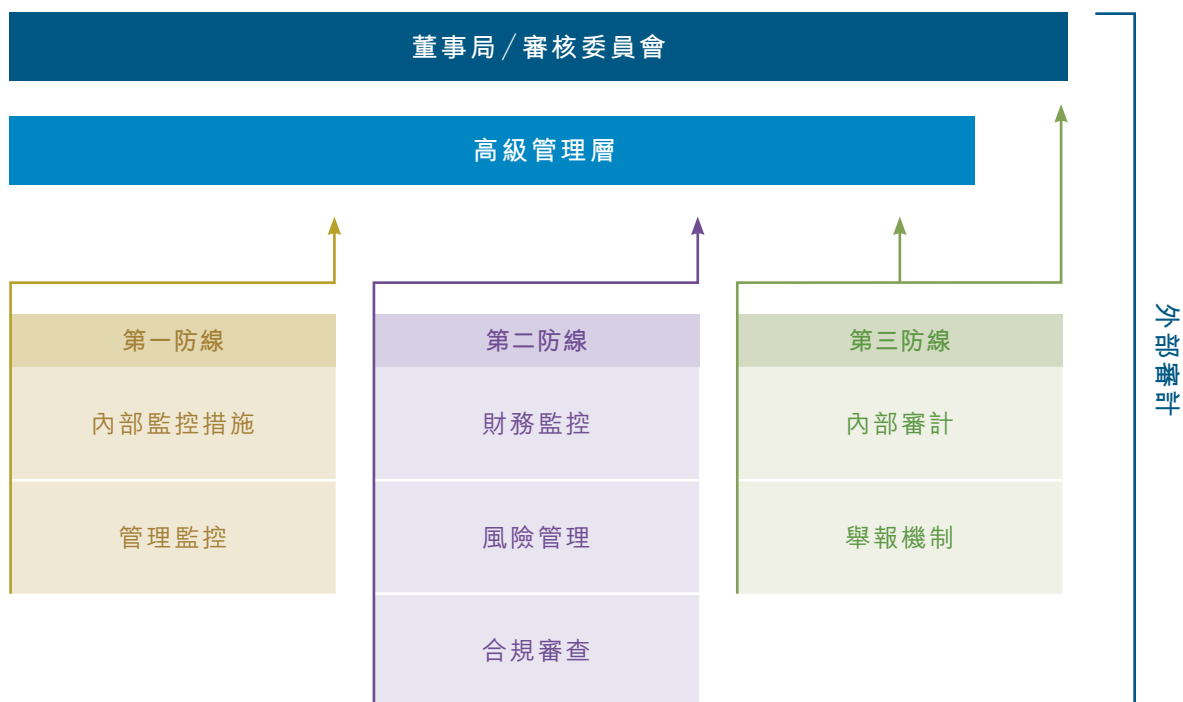 董事局/審核委員會
高級管理層
第一防線
內部監控措施
管理監控
第二防線
財務監控
風險管理
合規審查
第三防線
內部審計
舉報機制
外部審計